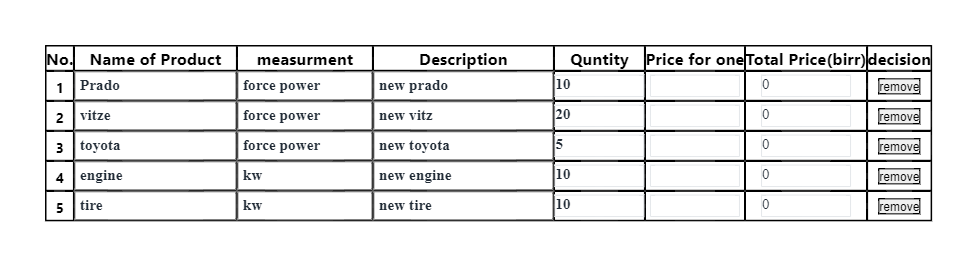 No. Name of Product measurment Description Quntity Price for one Total Price(birr) decision
1 Prado force power new prado 10 0 remove
2 vitze force power new vitz 20 0 remove
3 toyota force power new toyota 5 0 remove
4 engine kw new engine 10 0 remove
5 tire kw new tire 10 0 remove